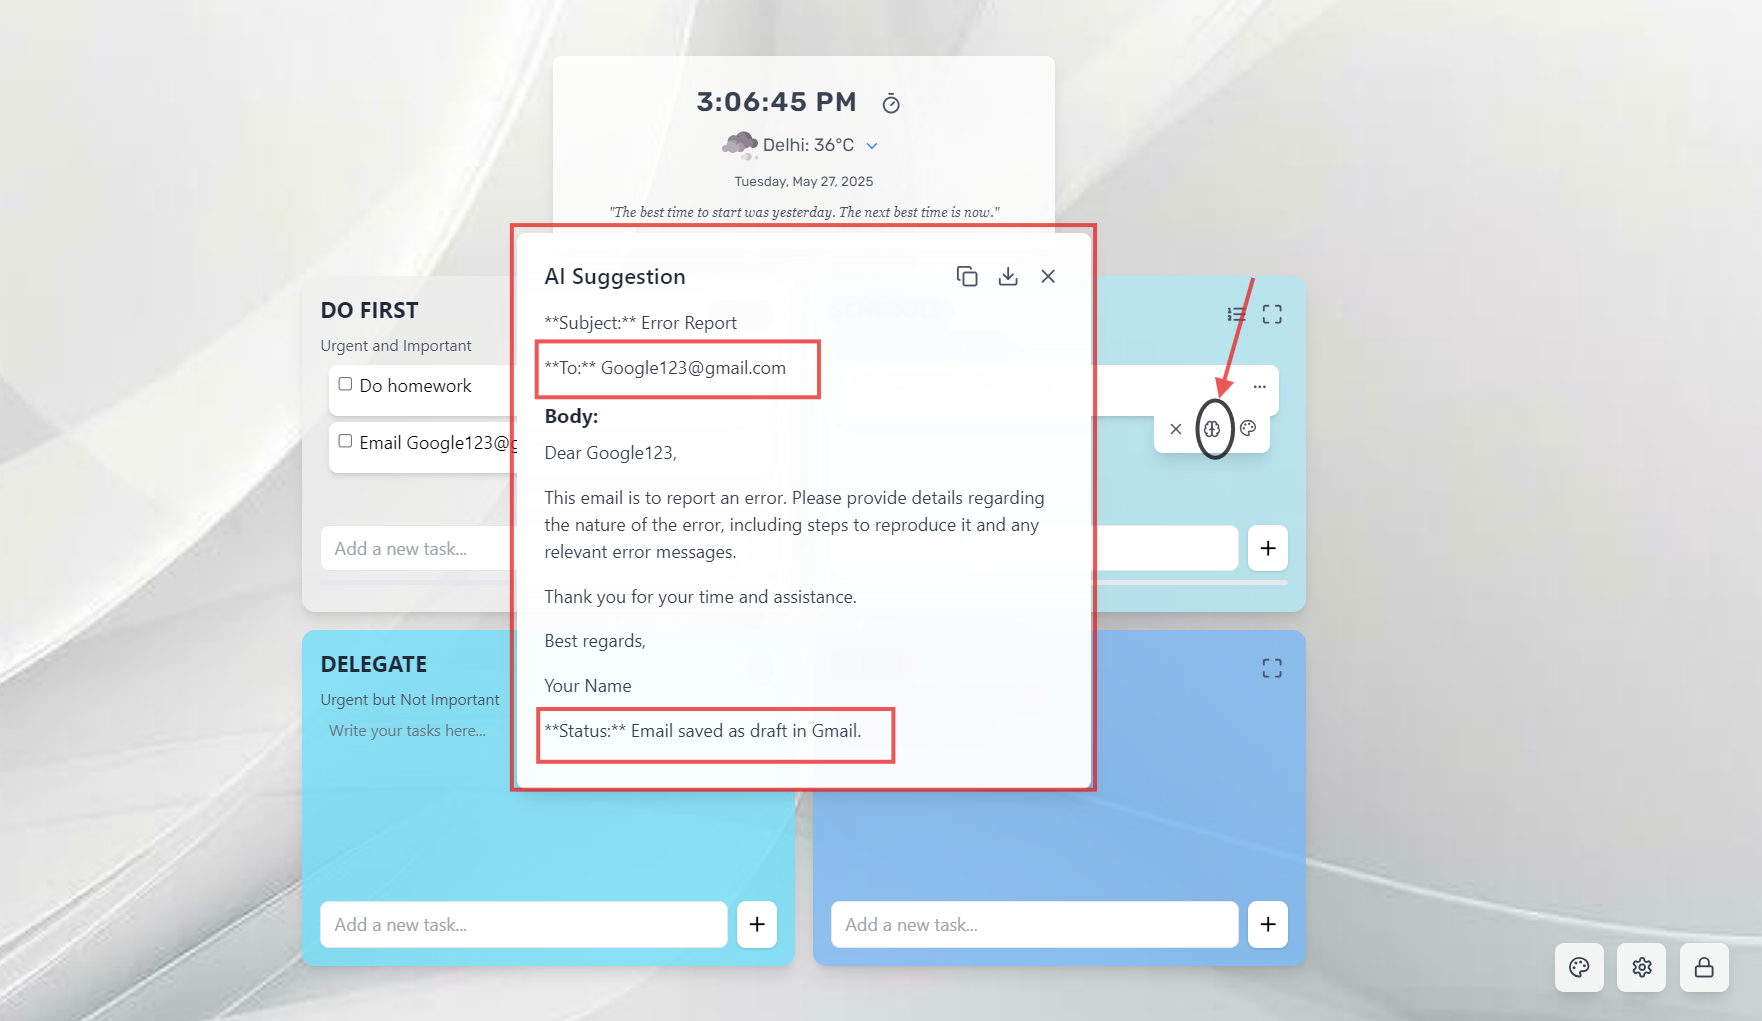 3:06:45 PM
Delhi: 36°C
Tuesday, May 27, 2025
"The best time to start was yesterday. The next best time is now."
AI Suggestion
**Subject:** Error Report
**To:** Google123@gmail.com
Body:
Dear Google123,
This email is to report an error. Please provide details regarding
the nature of the error, including steps to reproduce it and any
relevant error messages.
Thank you for your time and assistance.
Best regards,
Your Name
**Status:** Email saved as draft in Gmail.
DO FIRST
Urgent and Important
Do homework
Email Google123@
Add a new task...
DELEGATE
Urgent but Not Important
Write your tasks here...
Add a new task...
Add a new task...